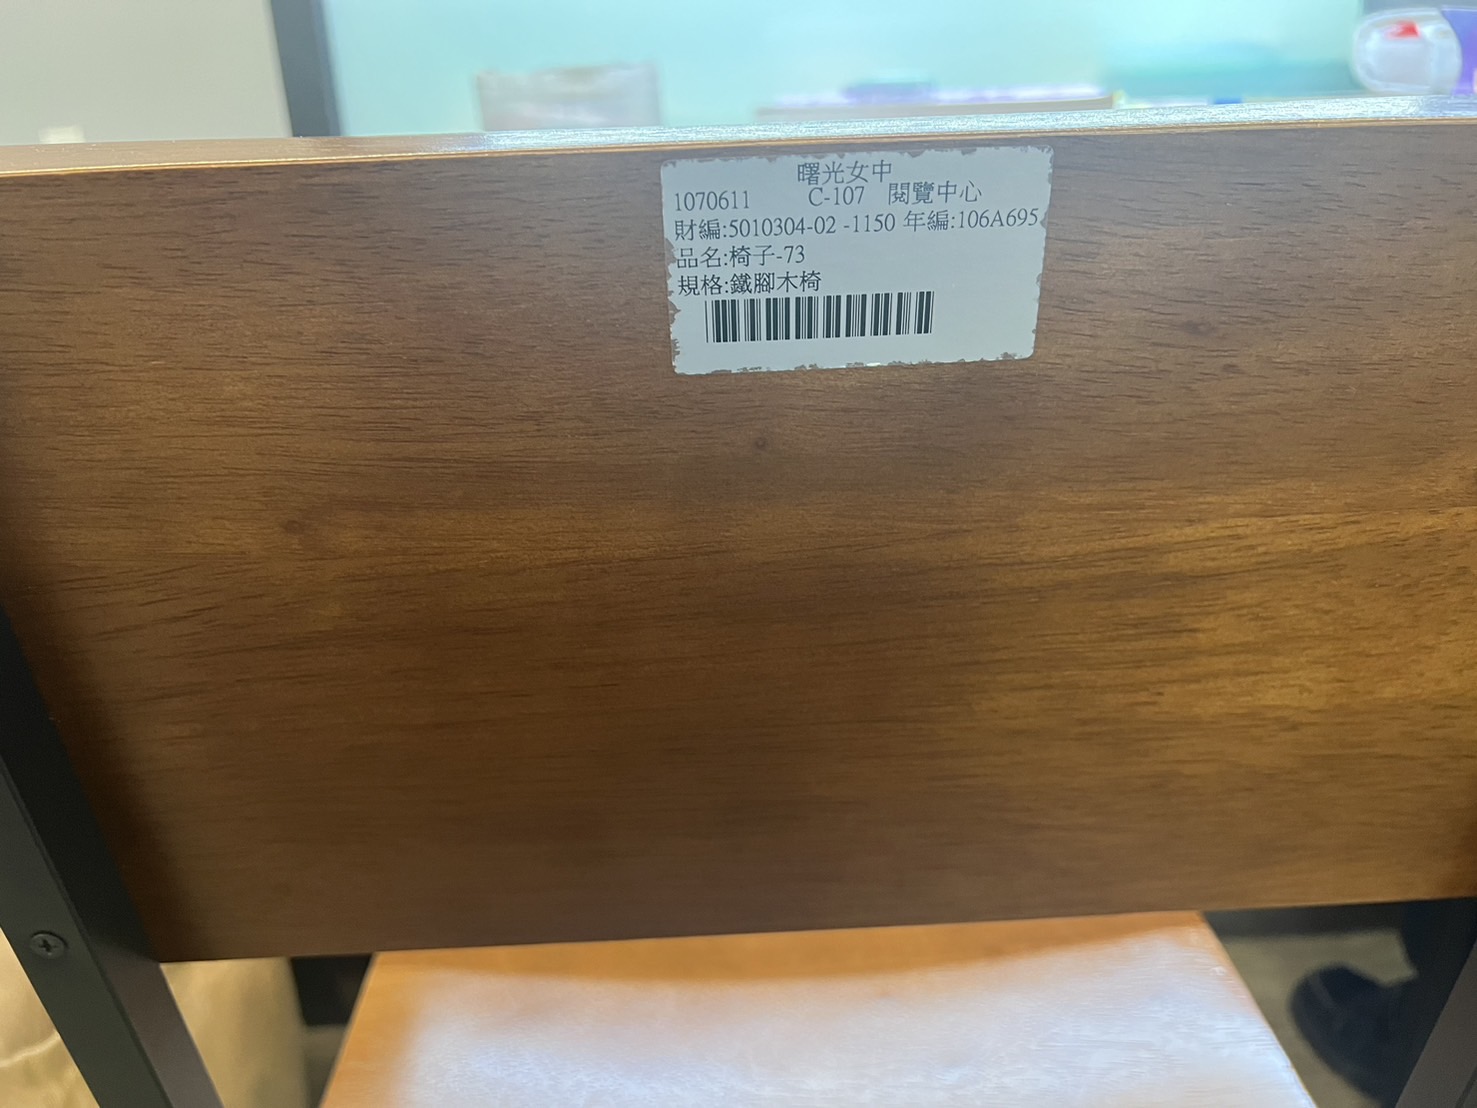 曙光女中
1070611 C-107 閱覽中心
財編:5010304-02 -1150 年編:106A695
品名:椅子-73
規格:鐵腳木椅